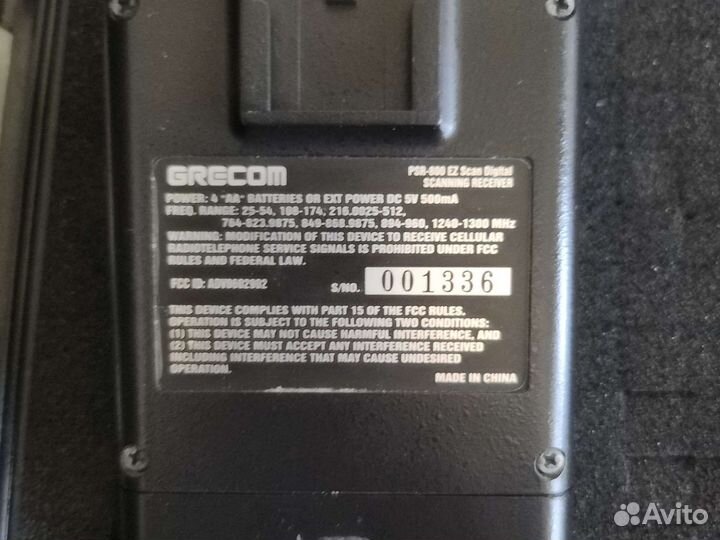 GRECOM
PSR-800 EZ Scan Digital
SCANNING RECEIVER
POWER: 4 "AA" BATTERIES OR EXT POWER DC 5V 500mA
FREQ. RANGE: 25-54, 108-174, 216.0025-512,
764-823.9875, 849-868.9875, 894-960, 1240-1300 MHz
WARNING: MODIFICATION OF THIS DEVICE TO RECEIVE CELLULAR
RADIOTELEPHONE SERVICE SIGNALS IS PROHIBITED UNDER FCC
RULES AND FEDERAL LAW.
FCC ID: ADV0602902
S/NO. 001336
THIS DEVICE COMPLIES WITH PART 15 OF THE FCC RULES.
OPERATION IS SUBJECT TO THE FOLLOWING TWO CONDITIONS:
(1) THIS DEVICE MAY NOT CAUSE HARMFUL INTERFERENCE, AND
(2) THIS DEVICE MUST ACCEPT ANY INTERFERENCE RECEIVED
INCLUDING INTERFERENCE THAT MAY CAUSE UNDESIRED
OPERATION.
MADE IN CHINA
Avito